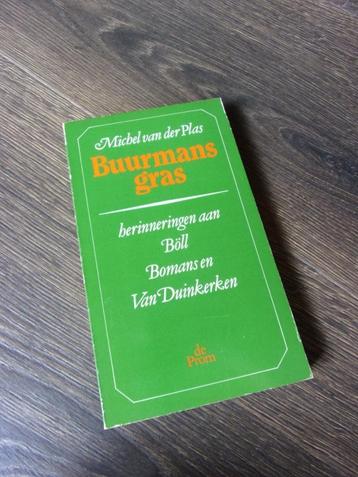 Michel van der Plas
Buurmans
gras
herinneringen aan
Böll
Bomans en
Van Duinkerken
de
Prom